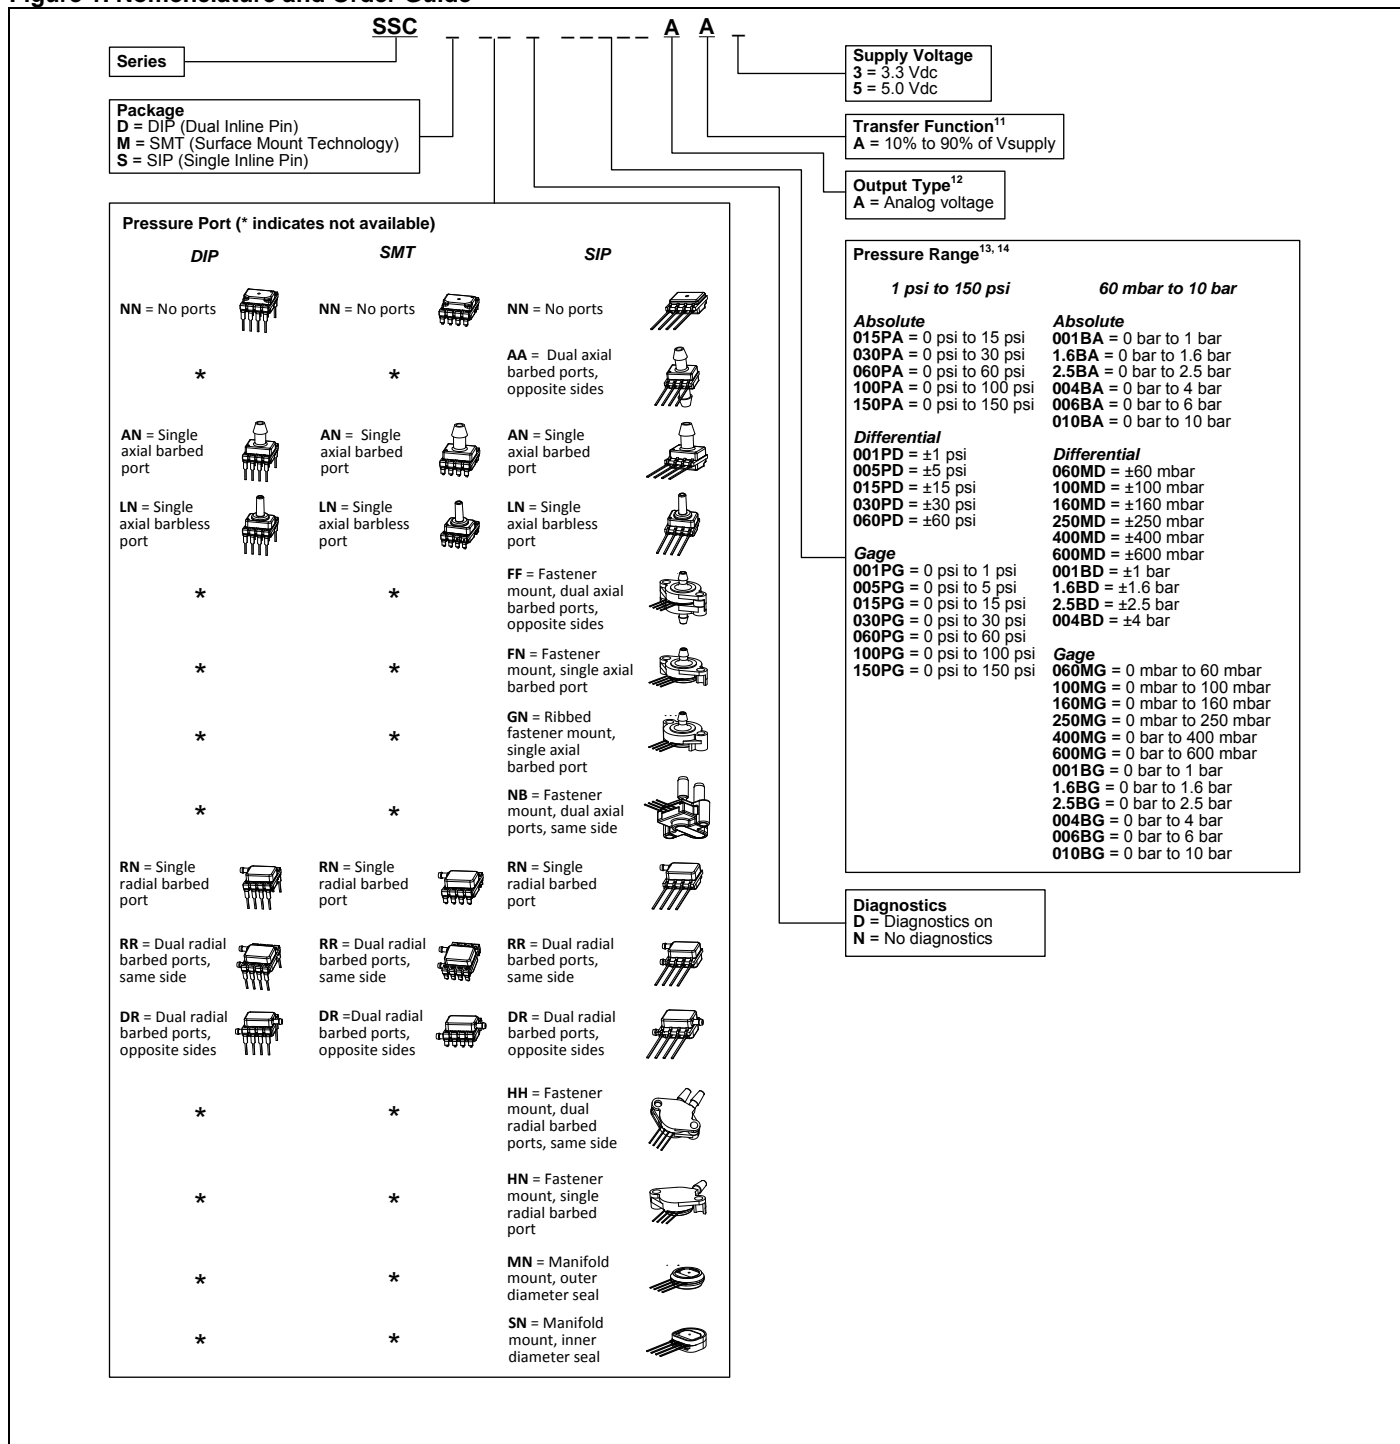 SSC _ _ _ _ _ _ _ _ _ A A _
Series
Package
D = DIP (Dual Inline Pin)
M = SMT (Surface Mount Technology)
S = SIP (Single Inline Pin)
Supply Voltage
3 = 3.3 Vdc
5 = 5.0 Vdc
Transfer Function11
A = 10% to 90% of Vsupply
Output Type12
A = Analog voltage
Pressure Port (* indicates not available)
DIP
SMT
SIP
NN = No ports
NN = No ports
NN = No ports
*
*
AA = Dual axial
barbed ports,
opposite sides
AN = Single
axial barbed
port
AN = Single
axial barbed
port
AN = Single
axial barbed
port
LN = Single
axial barbless
port
LN = Single
axial barbless
port
LN = Single
axial barbless
port
*
*
FF = Fastener
mount, dual axial
barbed ports,
opposite sides
*
*
FN = Fastener
mount, single axial
barbed port
*
*
GN = Ribbed
fastener mount,
single axial
barbed port
*
*
NB = Fastener
mount, dual axial
ports, same side
RN = Single
radial barbed
port
RN = Single
radial barbed
port
RN = Single
radial barbed
port
RR = Dual radial
barbed ports,
same side
RR = Dual radial
barbed ports,
same side
RR = Dual radial
barbed ports,
same side
DR = Dual radial
barbed ports,
opposite sides
DR =Dual radial
barbed ports,
opposite sides
DR = Dual radial
barbed ports,
opposite sides
*
*
HH = Fastener
mount, dual
radial barbed
ports, same side
*
*
HN = Fastener
mount, single
radial barbed
port
*
*
MN = Manifold
mount, outer
diameter seal
*
*
SN = Manifold
mount, inner
diameter seal
Pressure Range13, 14
1 psi to 150 psi
Absolute
015PA = 0 psi to 15 psi
030PA = 0 psi to 30 psi
060PA = 0 psi to 60 psi
100PA = 0 psi to 100 psi
150PA = 0 psi to 150 psi
Differential
001PD = ±1 psi
005PD = ±5 psi
015PD = ±15 psi
030PD = ±30 psi
060PD = ±60 psi
Gage
001PG = 0 psi to 1 psi
005PG = 0 psi to 5 psi
015PG = 0 psi to 15 psi
030PG = 0 psi to 30 psi
060PG = 0 psi to 60 psi
100PG = 0 psi to 100 psi
150PG = 0 psi to 150 psi
60 mbar to 10 bar
Absolute
001BA = 0 bar to 1 bar
1.6BA = 0 bar to 1.6 bar
2.5BA = 0 bar to 2.5 bar
004BA = 0 bar to 4 bar
006BA = 0 bar to 6 bar
010BA = 0 bar to 10 bar
Differential
060MD = ±60 mbar
100MD = ±100 mbar
160MD = ±160 mbar
250MD = ±250 mbar
400MD = ±400 mbar
600MD = ±600 mbar
001BD = ±1 bar
1.6BD = ±1.6 bar
2.5BD = ±2.5 bar
004BD = ±4 bar
Gage
060MG = 0 mbar to 60 mbar
100MG = 0 mbar to 100 mbar
160MG = 0 mbar to 160 mbar
250MG = 0 mbar to 250 mbar
400MG = 0 bar to 400 mbar
600MG = 0 bar to 600 mbar
001BG = 0 bar to 1 bar
1.6BG = 0 bar to 1.6 bar
2.5BG = 0 bar to 2.5 bar
004BG = 0 bar to 4 bar
006BG = 0 bar to 6 bar
010BG = 0 bar to 10 bar
Diagnostics
D = Diagnostics on
N = No diagnostics